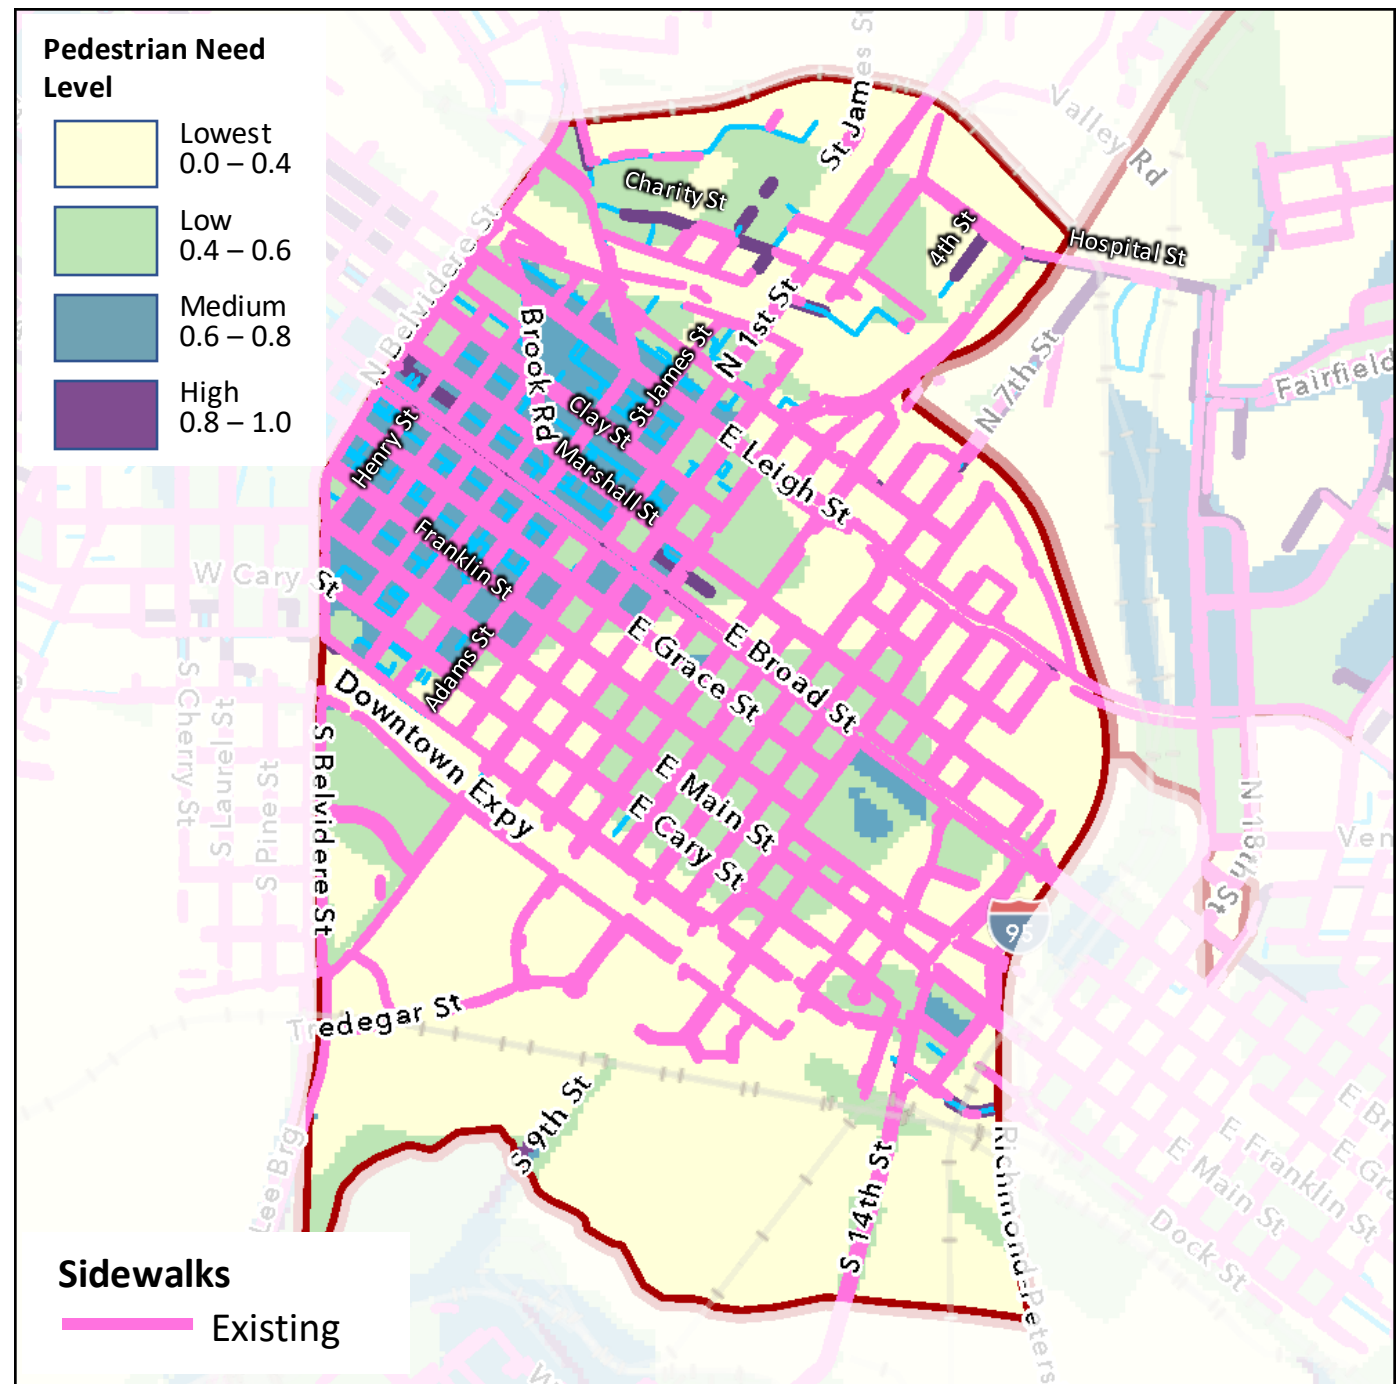 Pedestrian Need
Level
Lowest
0.0 – 0.4
Low
0.4 – 0.6
Medium
0.6 – 0.8
High
0.8 – 1.0
St James St
Valley Rd
Charity St
4th St
Hospital St
N Belvidere St
N 1st St
Brook Rd
St James St
N 7th St
Fairfield
Clay St
Henry St
Marshall St
E Leigh St
Franklin St
W Cary St
Adams St
E Grace St
E Broad St
Downtown Expy
S Cherry St
S Laurel St
S Pine St
S Belvidere St
E Main St
E Cary St
N 18th St
Ven
95
Tredegar St
S 9th St
Lee Brg
S 14th St
E Br
E Franklin St
E Gra
E Main St
Dock St
Sidewalks
Existing